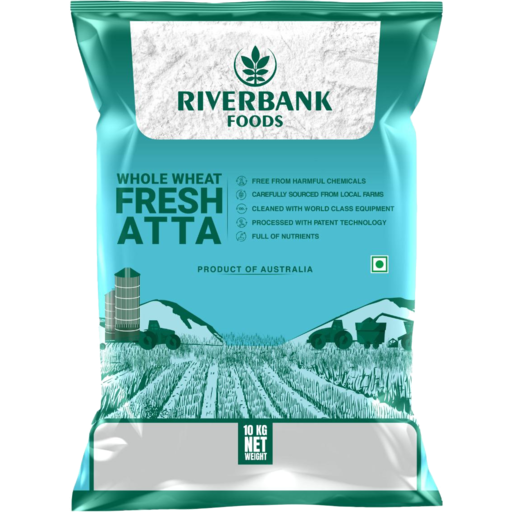 RIVERBANK
FOODS
WHOLE WHEAT
FRESH
ATTA
FREE FROM HARMFUL CHEMICALS
CAREFULLY SOURCED FROM LOCAL FARMS
CLEANED WITH WORLD CLASS EQUIPMENT
PROCESSED WITH PATENT TECHNOLOGY
FULL OF NUTRIENTS
PRODUCT OF AUSTRALIA
10 KG
NET
WEIGHT